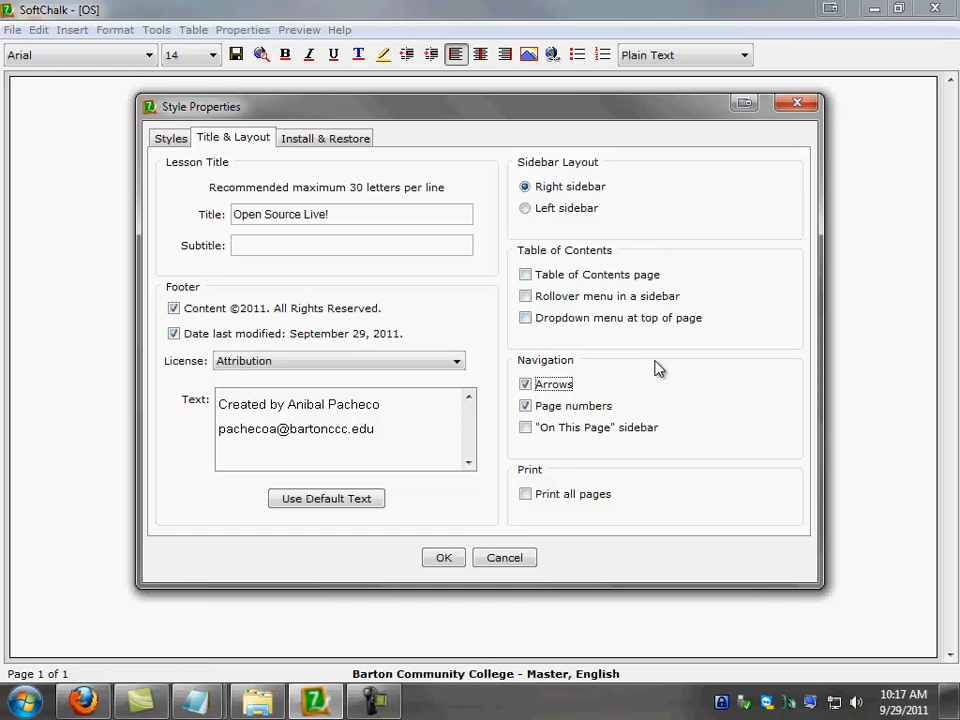 SoftChalk - [OS]
File Edit Insert Format Tools Table Properties Preview Help
Arial 14 B I U T Plain Text
Style Properties
Styles Title & Layout Install & Restore
Lesson Title
Recommended maximum 30 letters per line
Title: Open Source Live!
Subtitle:
Footer
Content ©2011. All Rights Reserved.
Date last modified: September 29, 2011.
License: Attribution
Text: Created by Anibal Pacheco
pachecoa@bartonccc.edu
Use Default Text
Sidebar Layout
Right sidebar
Left sidebar
Table of Contents
Table of Contents page
Rollover menu in a sidebar
Dropdown menu at top of page
Navigation
Arrows
Page numbers
"On This Page" sidebar
Print
Print all pages
OK Cancel
Page 1 of 1 Barton Community College - Master, English
10:17 AM
9/29/2011